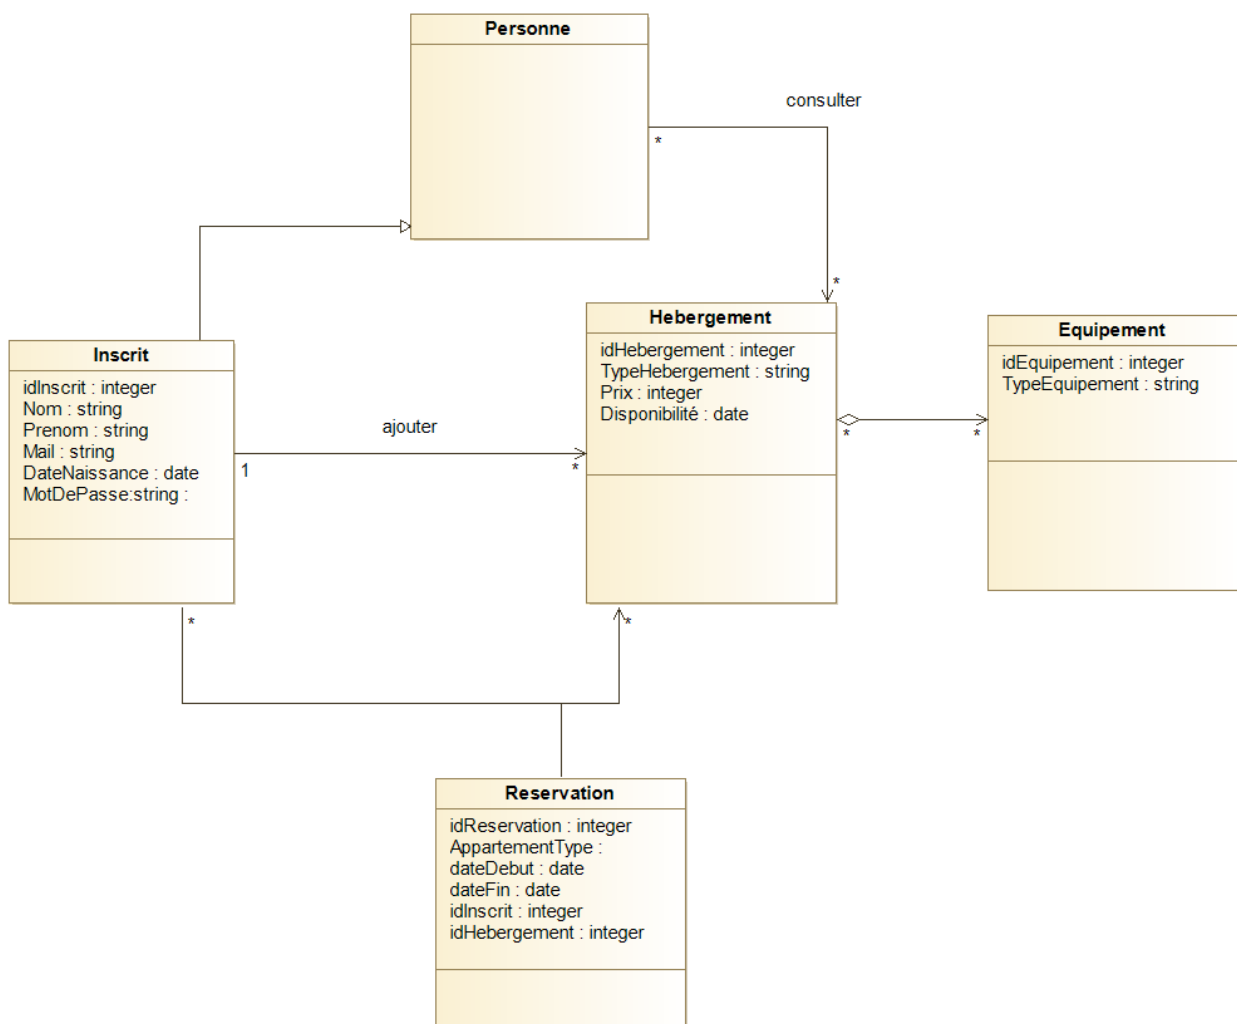 Personne
consulter
*
*
Inscrit
idInscrit : integer
Nom : string
Prenom : string
Mail : string
DateNaissance : date
MotDePasse:string :
ajouter
1
*
Hebergement
idHebergement : integer
TypeHebergement : string
Prix : integer
Disponibilité : date
*
*
Equipement
idEquipement : integer
TypeEquipement : string
*
*
Reservation
idReservation : integer
AppartementType :
dateDebut : date
dateFin : date
idInscrit : integer
idHebergement : integer